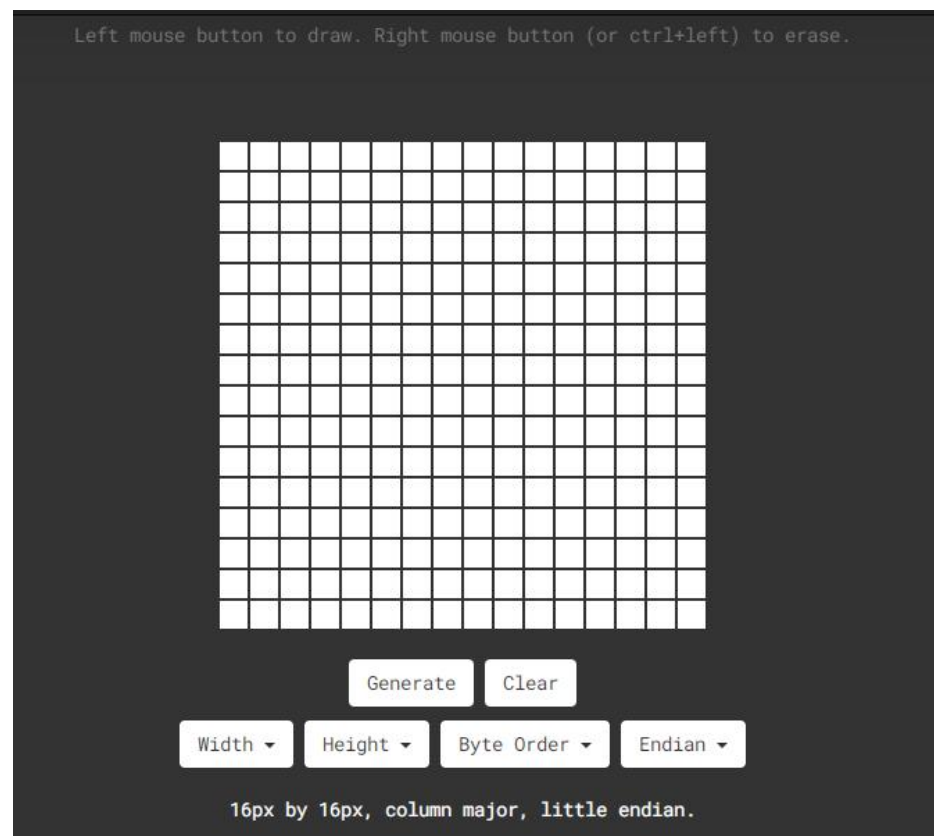 Left mouse button to draw. Right mouse button (or ctrl+left) to erase.
Generate Clear
Width Height Byte Order Endian
16px by 16px, column major, little endian.